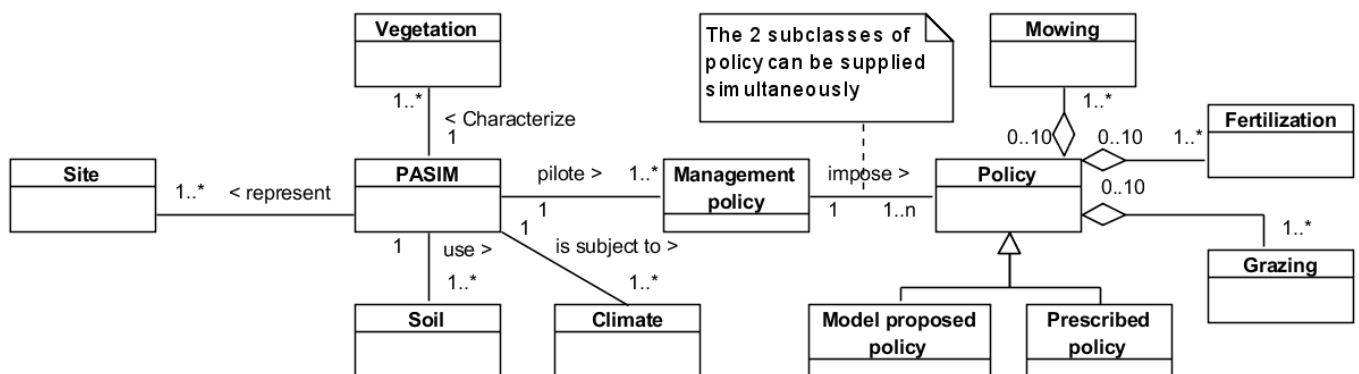 Vegetation
The 2 subclasses of
policy can be supplied
simultaneously
Mowing
1..*
< Characterize
1
1..*
0..10
0..10
1..*
Fertilization
Site
1..*
< represent
PASIM
pilote >
1
1..*
Management
policy
impose >
1
1..n
Policy
0..10
1..*
Grazing
1
use >
1..*
Soil
1
is subject to >
1..*
Climate
Model proposed
policy
Prescribed
policy